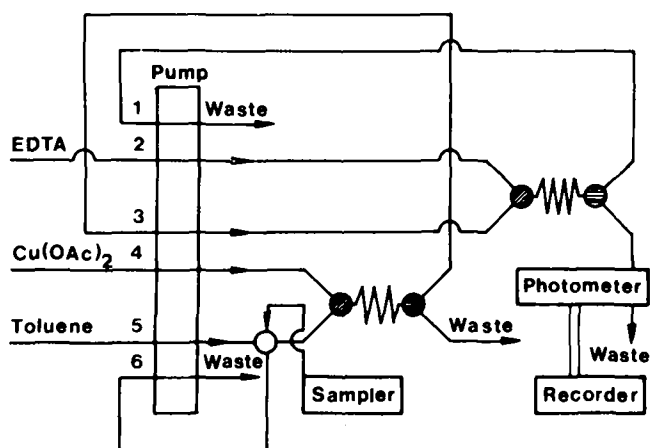 Pump
1 Waste
EDTA 2
3
Cu(OAc)2 4
Toluene 5
6 Waste
Sampler
Waste
Photometer
Waste
Recorder